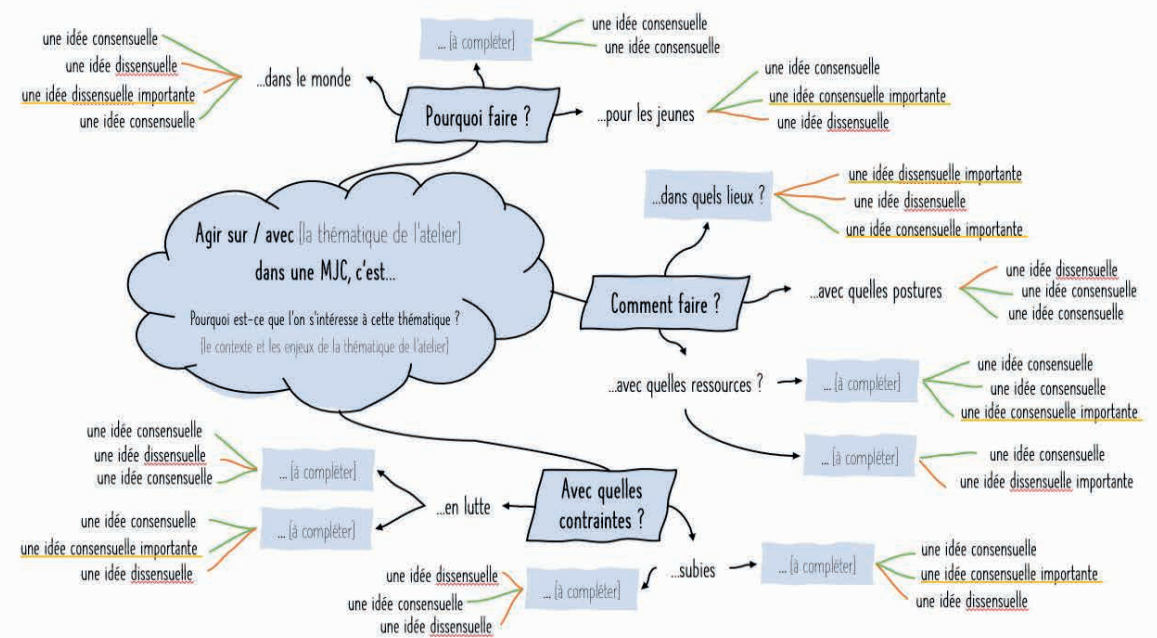 une idée consensuelle
une idée dissensuelle
une idée dissensuelle importante
une idée consensuelle
...dans le monde
... [à compléter]
une idée consensuelle
une idée consensuelle
Pourquoi faire ?
...pour les jeunes
une idée consensuelle
une idée consensuelle importante
une idée dissensuelle
Agir sur / avec [la thématique de l'atelier]
dans une MJC, c'est...
Pourquoi est-ce que l'on s'intéresse à cette thématique ?
[le contexte et les enjeux de la thématique de l'atelier]
...dans quels lieux ?
une idée dissensuelle importante
une idée dissensuelle
une idée consensuelle importante
Comment faire ?
...avec quelles postures
une idée dissensuelle
une idée consensuelle
une idée consensuelle
...avec quelles ressources ?
... [à compléter]
une idée consensuelle
une idée consensuelle
une idée consensuelle importante
... [à compléter]
une idée consensuelle
une idée dissensuelle importante
une idée consensuelle
une idée dissensuelle
une idée consensuelle
... [à compléter]
une idée consensuelle
une idée consensuelle importante
une idée dissensuelle
... [à compléter]
...en lutte
Avec quelles
contraintes ?
...subies
une idée dissensuelle
une idée consensuelle
une idée dissensuelle
... [à compléter]
... [à compléter]
une idée consensuelle
une idée consensuelle importante
une idée dissensuelle